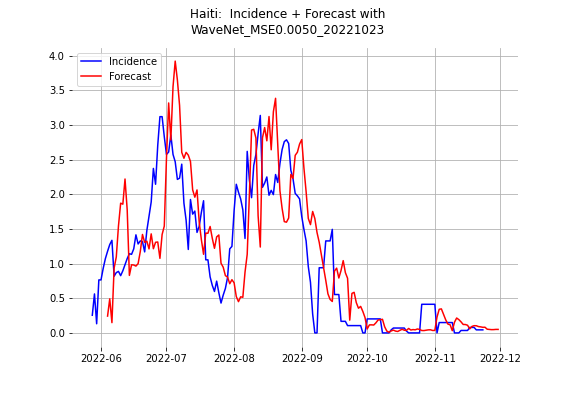 Haiti:  Incidence + Forecast with
WaveNet_MSE0.0050_20221023
Incidence
Forecast
4.0
3.5
3.0
2.5
2.0
1.5
1.0
0.5
0.0
2022-06 2022-07 2022-08 2022-09 2022-10 2022-11 2022-12